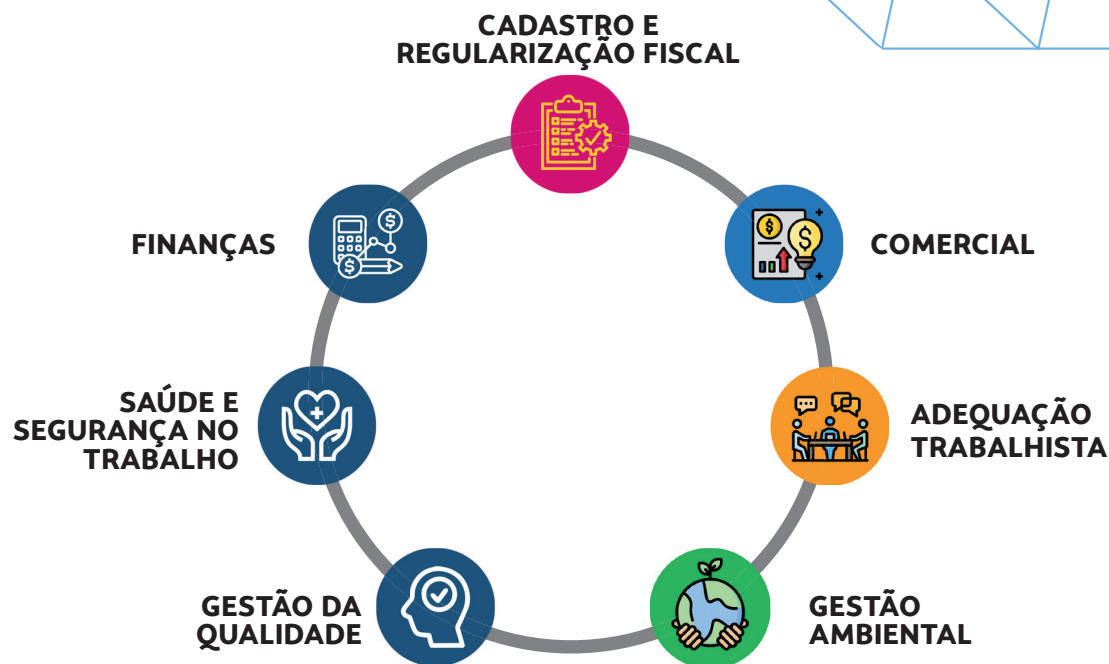 CADASTRO E
REGULARIZAÇÃO FISCAL
COMERCIAL
ADEQUAÇÃO
TRABALHISTA
GESTÃO
AMBIENTAL
GESTÃO DA
QUALIDADE
SAÚDE E
SEGURANÇA NO
TRABALHO
FINANÇAS